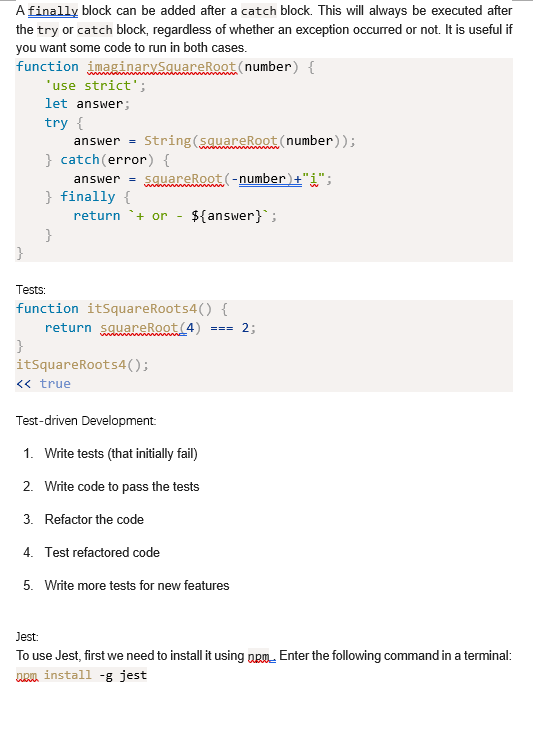 A finally block can be added after a catch block. This will always be executed after
the try or catch block, regardless of whether an exception occurred or not. It is useful if
you want some code to run in both cases.
function imaginarySquareRoot(number) {
    'use strict';
    let answer;
    try {
        answer = String(squareRoot(number));
    } catch(error) {
        answer = squareRoot(-number)+"i";
    } finally {
        return `+ or - ${answer}`;
    }
}
Tests:
function itSquareRoots4() {
    return squareRoot(4) === 2;
}
itSquareRoots4();
<< true
Test-driven Development:
1. Write tests (that initially fail)
2. Write code to pass the tests
3. Refactor the code
4. Test refactored code
5. Write more tests for new features
Jest:
To use Jest, first we need to install it using npm . Enter the following command in a terminal:
npm install -g jest